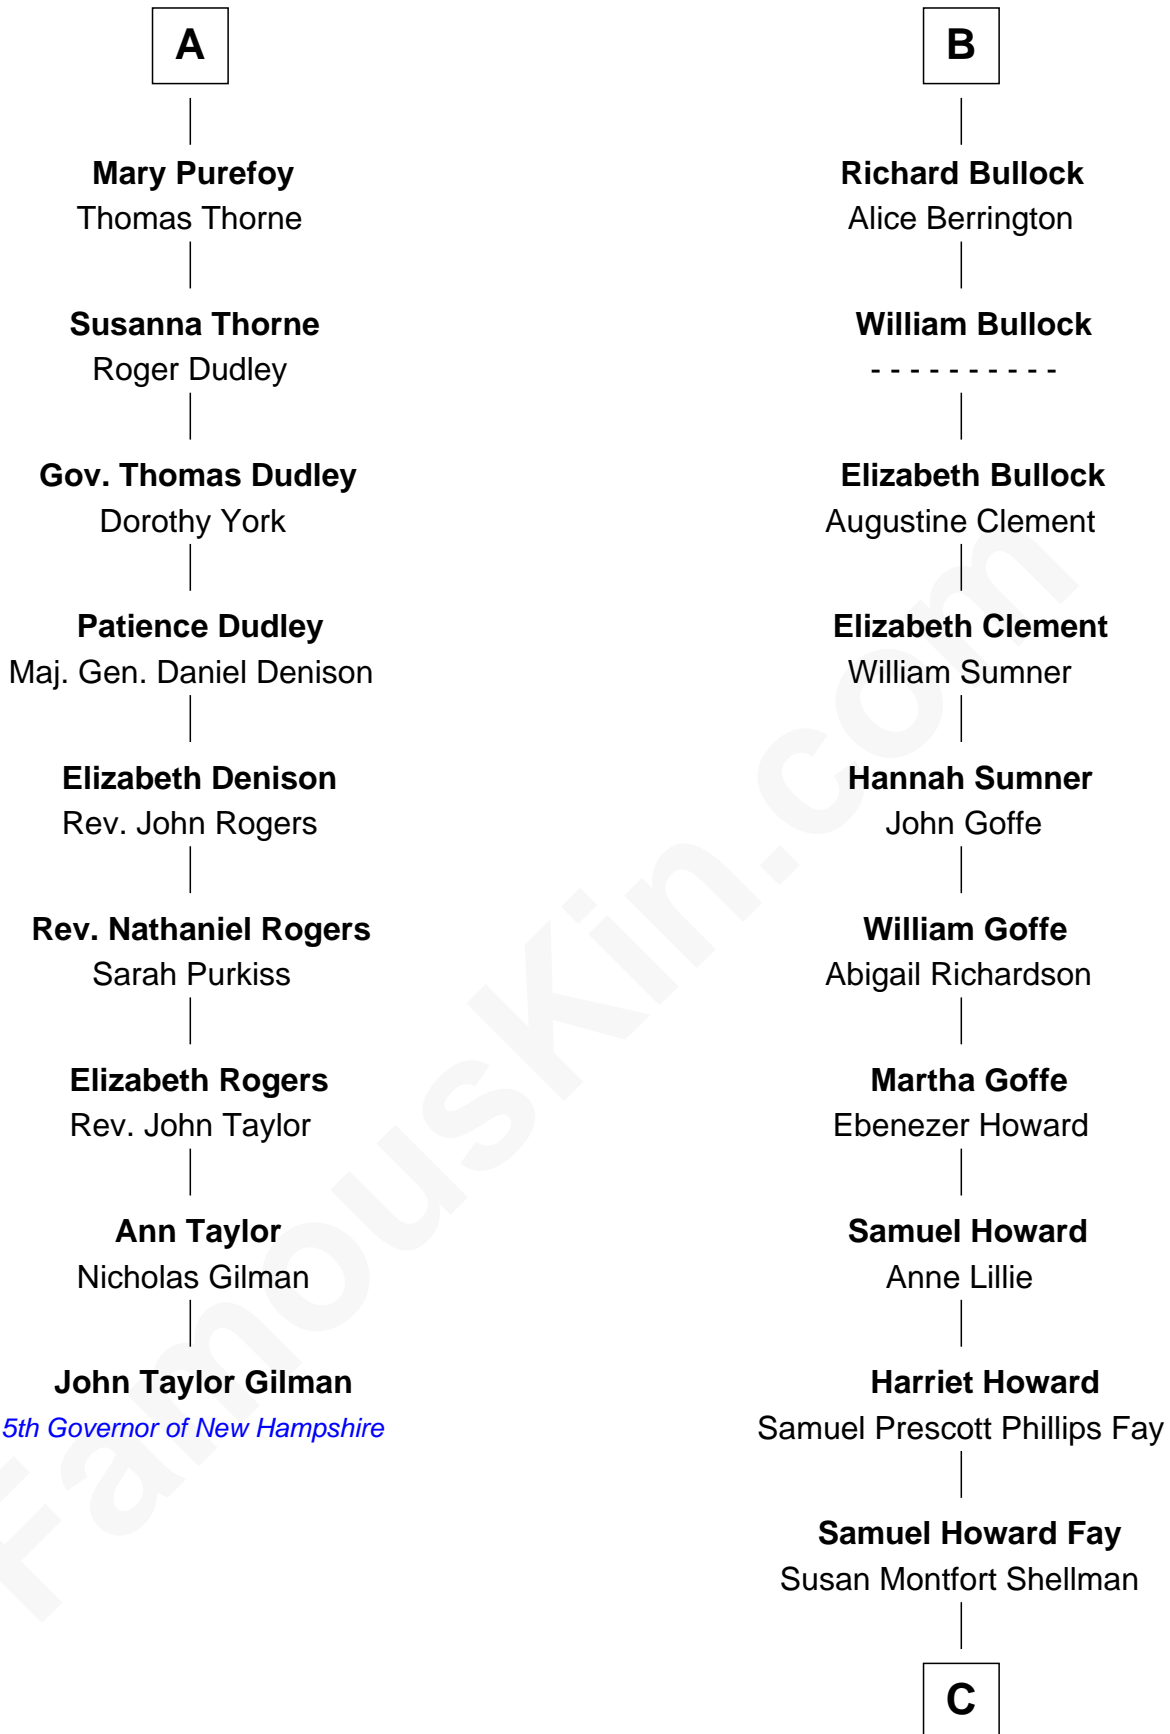 A
Mary Purefoy
Thomas Thorne
Susanna Thorne
Roger Dudley
Gov. Thomas Dudley
Dorothy York
Patience Dudley
Maj. Gen. Daniel Denison
Elizabeth Denison
Rev. John Rogers
Rev. Nathaniel Rogers
Sarah Purkiss
Elizabeth Rogers
Rev. John Taylor
Ann Taylor
Nicholas Gilman
John Taylor Gilman
5th Governor of New Hampshire
B
Richard Bullock
Alice Berrington
William Bullock
- - - - - - - - - -
Elizabeth Bullock
Augustine Clement
Elizabeth Clement
William Sumner
Hannah Sumner
John Goffe
William Goffe
Abigail Richardson
Martha Goffe
Ebenezer Howard
Samuel Howard
Anne Lillie
Harriet Howard
Samuel Prescott Phillips Fay
Samuel Howard Fay
Susan Montfort Shellman
C
FamousKin.com